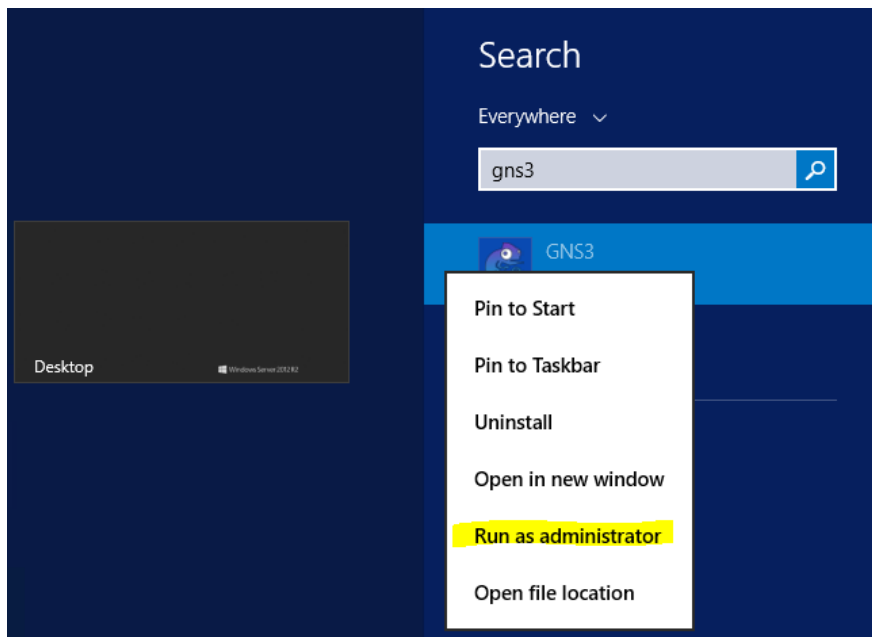 Search
Everywhere
gns3
GNS3
Pin to Start
Desktop
Windows Server 2012 R2
Pin to Taskbar
Uninstall
Open in new window
Run as administrator
Open file location